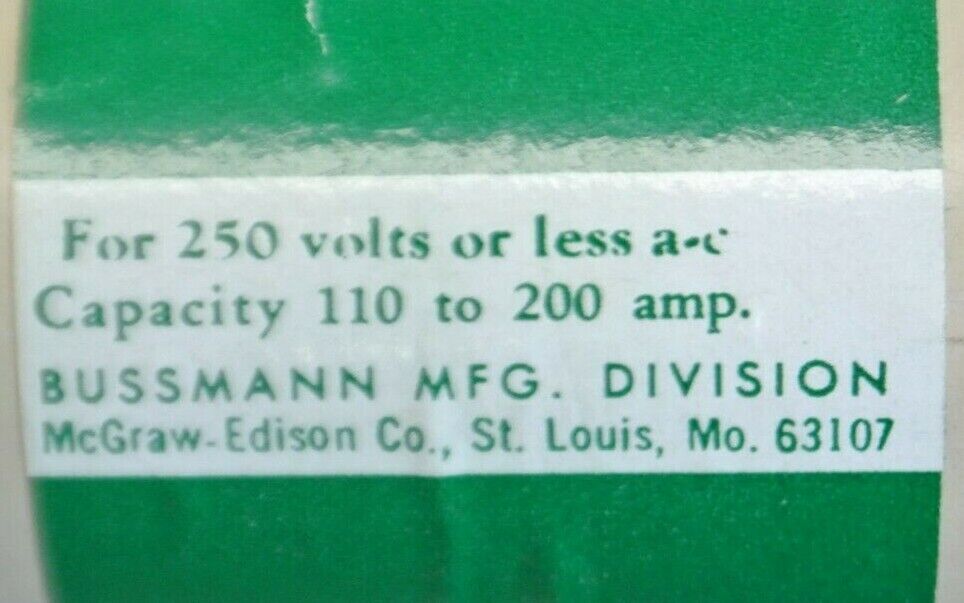 For 250 volts or less a-c
Capacity 110 to 200 amp.
BUSSMANN MFG. DIVISION
McGraw-Edison Co., St. Louis, Mo. 63107